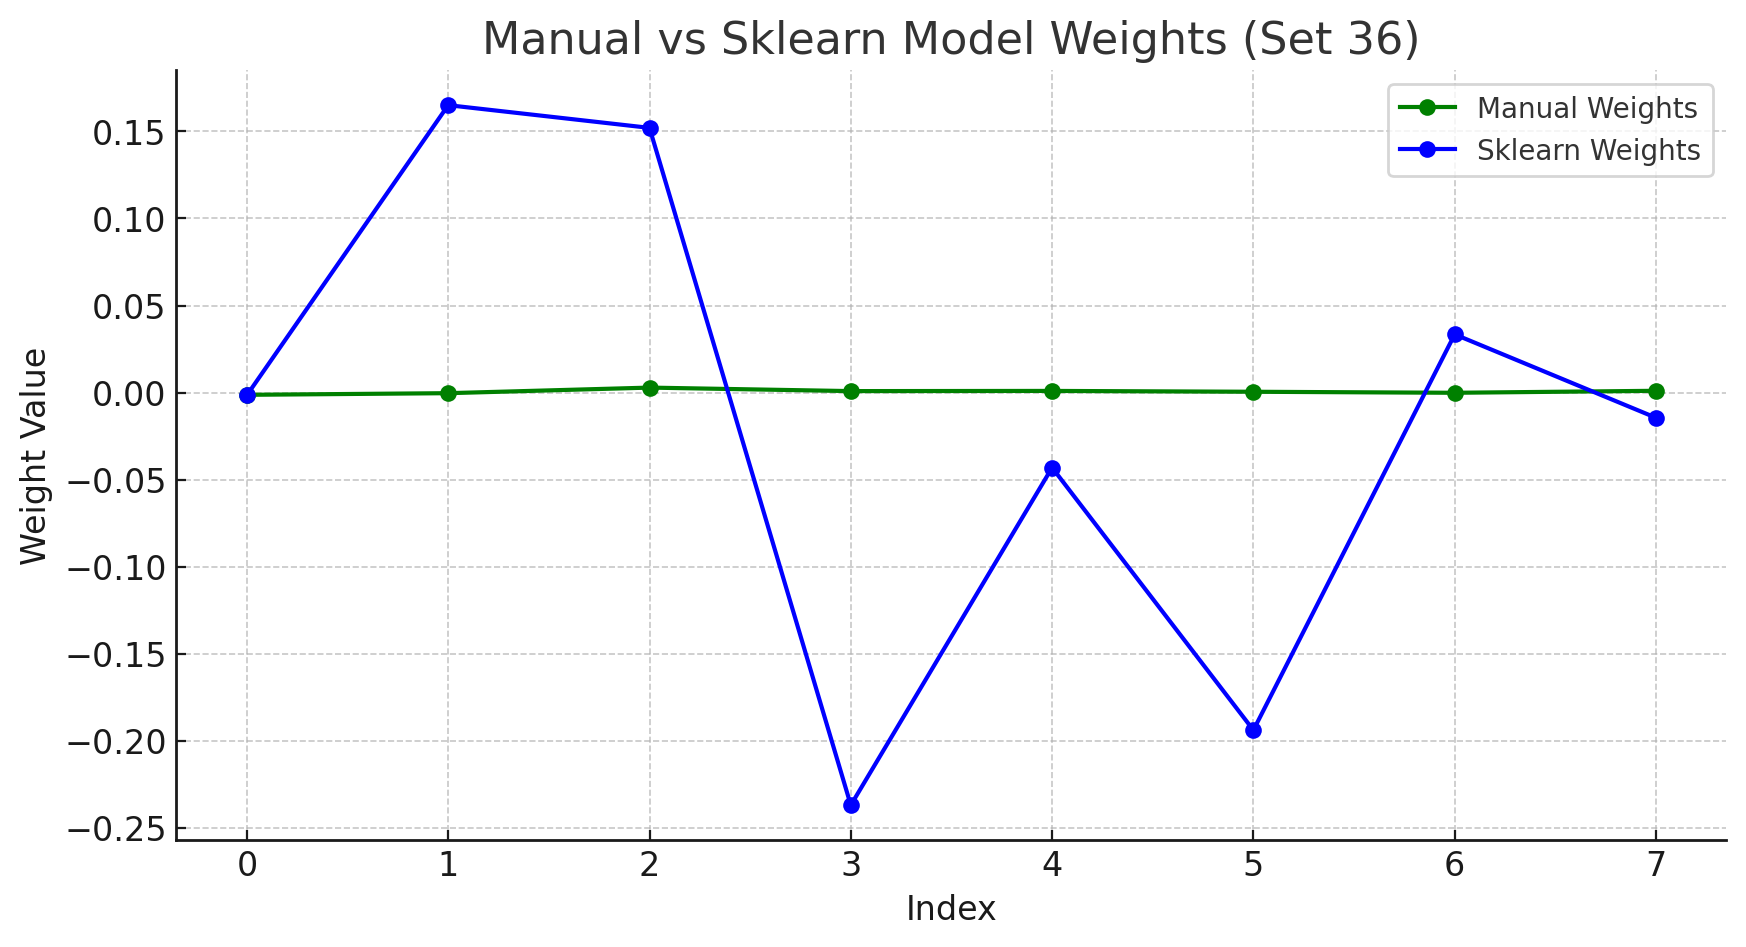 Manual vs Sklearn Model Weights (Set 36)
Manual Weights
Sklearn Weights
Weight Value
0.15
0.10
0.05
0.00
−0.05
−0.10
−0.15
−0.20
−0.25
0 1 2 3 4 5 6 7
Index